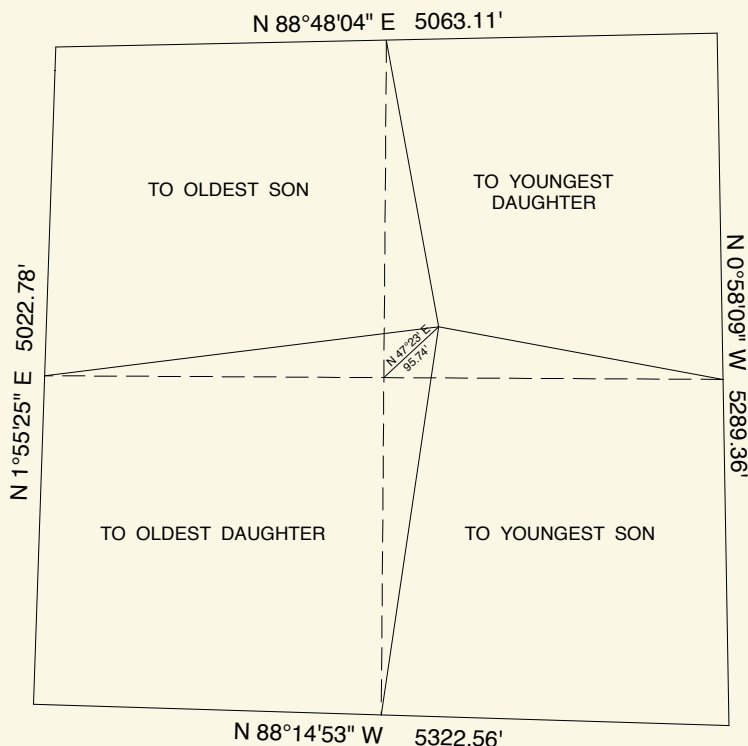 N 88°48'04" E 5063.11'
TO OLDEST SON
TO YOUNGEST
DAUGHTER
N 1°55'25" E 5022.78'
N 0°58'09" W 5289.36'
N 47°23' E
95.74'
TO OLDEST DAUGHTER
TO YOUNGEST SON
N 88°14'53" W 5322.56'